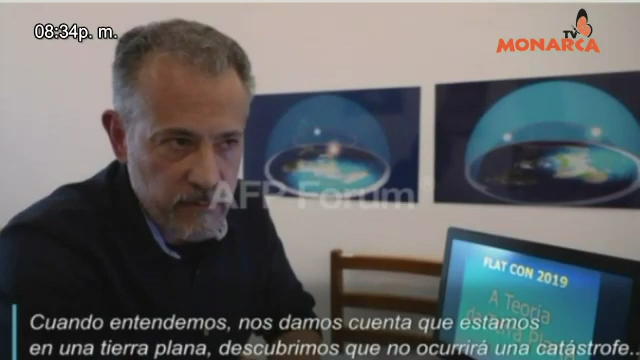 08:34p. m.
TV
MONARCA
AFP Forum
FLAT CON 2019
A Teoria
Cuando entendemos, nos damos cuenta que estamos
en una tierra plana, descubrimos que no ocurrirá una catástrofe.